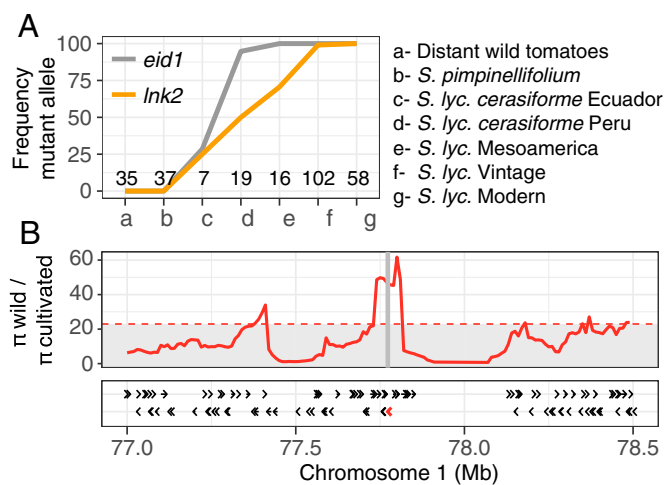 A
Frequency
mutant allele
100
75
50
25
0
eid1
lnk2
35 37 7 19 16 102 58
a b c d e f g
a- Distant wild tomatoes
b- S. pimpinellifolium
c- S. lyc. cerasiforme Ecuador
d- S. lyc. cerasiforme Peru
e- S. lyc. Mesoamerica
f- S. lyc. Vintage
g- S. lyc. Modern
B
π wild /
π cultivated
60
40
20
0
77.0 77.5 78.0 78.5
Chromosome 1 (Mb)